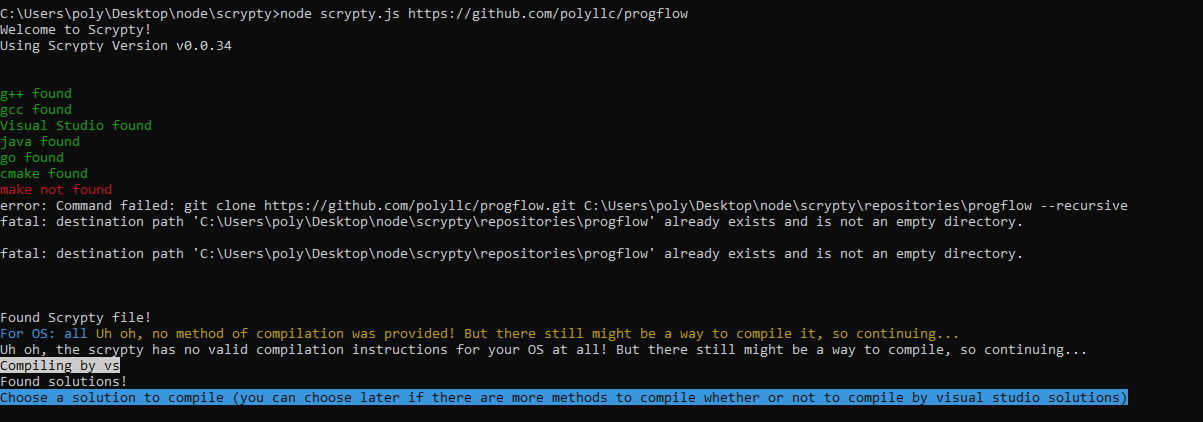 C:\Users\poly\Desktop\node\scrypty>node scrypty.js https://github.com/polyllc/progflow
Welcome to Scrypty!
Using Scrypty Version v0.0.34
g++ found
gcc found
Visual Studio found
java found
go found
cmake found
make not found
error: Command failed: git clone https://github.com/polyllc/progflow.git C:\Users\poly\Desktop\node\scrypty\repositories\progflow --recursive
fatal: destination path 'C:\Users\poly\Desktop\node\scrypty\repositories\progflow' already exists and is not an empty directory.
fatal: destination path 'C:\Users\poly\Desktop\node\scrypty\repositories\progflow' already exists and is not an empty directory.
Found Scrypty file!
For OS: all Uh oh, no method of compilation was provided! But there still might be a way to compile it, so continuing...
Uh oh, the scrypty has no valid compilation instructions for your OS at all! But there still might be a way to compile, so continuing...
Compiling by vs
Found solutions!
Choose a solution to compile (you can choose later if there are more methods to compile whether or not to compile by visual studio solutions)